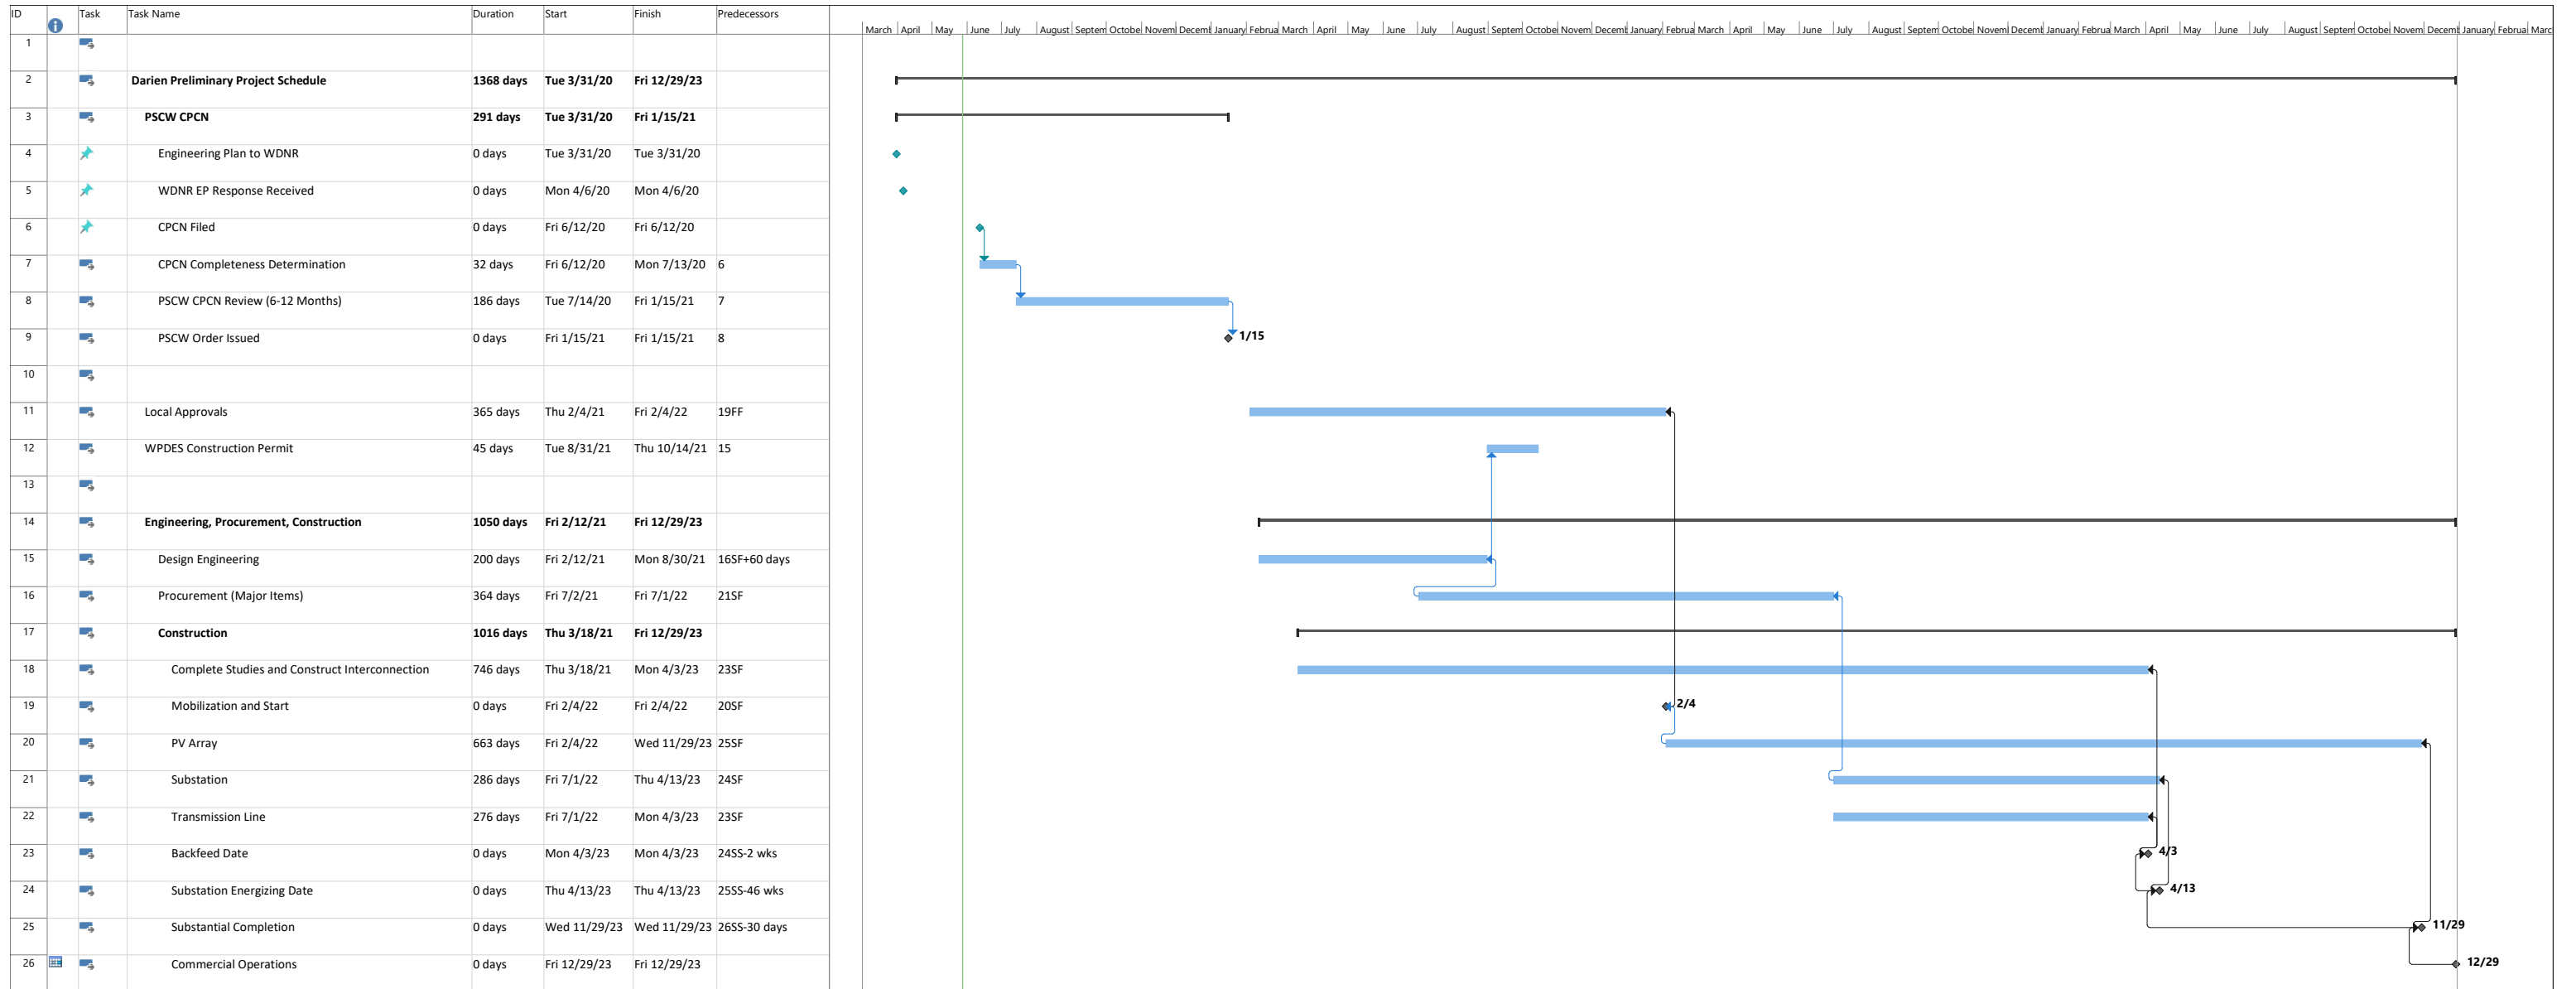 ID Task Task Name Duration Start Finish Predecessors
March April May June July August Septem Octobe Novem Decem January Februa March April May June July August Septem Octobe Novem Decem January Februa March April May June July August Septem Octobe Novem Decem January Februa March April May June July August Septem Octobe Novem Decem January Februa Marc
1
2 Darien Preliminary Project Schedule 1368 days Tue 3/31/20 Fri 12/29/23
3 PSCW CPCN 291 days Tue 3/31/20 Fri 1/15/21
4 Engineering Plan to WDNR 0 days Tue 3/31/20 Tue 3/31/20
5 WDNR EP Response Received 0 days Mon 4/6/20 Mon 4/6/20
6 CPCN Filed 0 days Fri 6/12/20 Fri 6/12/20
7 CPCN Completeness Determination 32 days Fri 6/12/20 Mon 7/13/20 6
8 PSCW CPCN Review (6-12 Months) 186 days Tue 7/14/20 Fri 1/15/21 7
9 PSCW Order Issued 0 days Fri 1/15/21 Fri 1/15/21 8 1/15
10
11 Local Approvals 365 days Thu 2/4/21 Fri 2/4/22 19FF
12 WPDES Construction Permit 45 days Tue 8/31/21 Thu 10/14/21 15
13
14 Engineering, Procurement, Construction 1050 days Fri 2/12/21 Fri 12/29/23
15 Design Engineering 200 days Fri 2/12/21 Mon 8/30/21 16SF+60 days
16 Procurement (Major Items) 364 days Fri 7/2/21 Fri 7/1/22 21SF
17 Construction 1016 days Thu 3/18/21 Fri 12/29/23
18 Complete Studies and Construct Interconnection 746 days Thu 3/18/21 Mon 4/3/23 23SF
19 Mobilization and Start 0 days Fri 2/4/22 Fri 2/4/22 20SF 2/4
20 PV Array 663 days Fri 2/4/22 Wed 11/29/23 25SF
21 Substation 286 days Fri 7/1/22 Thu 4/13/23 24SF
22 Transmission Line 276 days Fri 7/1/22 Mon 4/3/23 23SF
23 Backfeed Date 0 days Mon 4/3/23 Mon 4/3/23 24SS-2 wks 4/3
24 Substation Energizing Date 0 days Thu 4/13/23 Thu 4/13/23 25SS-46 wks 4/13
25 Substantial Completion 0 days Wed 11/29/23 Wed 11/29/23 26SS-30 days 11/29
26 Commercial Operations 0 days Fri 12/29/23 Fri 12/29/23 12/29